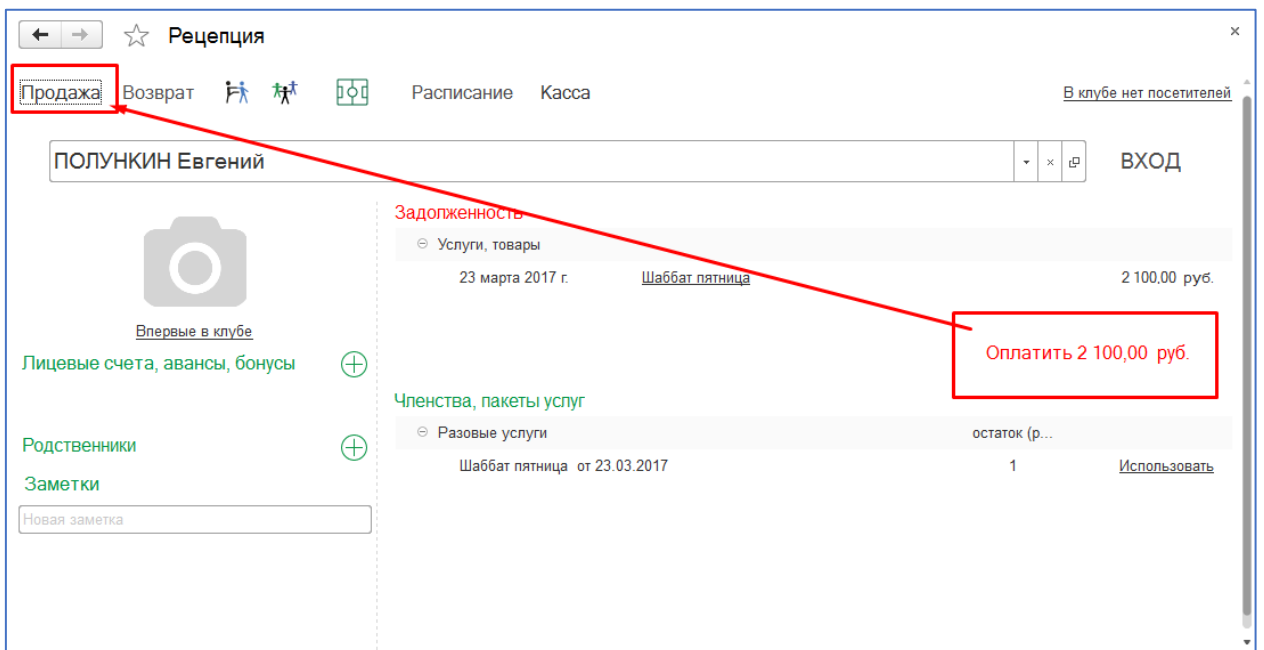 Рецепция
Продажа Возврат Расписание Касса В клубе нет посетителей
ПОЛУНКИН Евгений ВХОД
Задолженность
Услуги, товары
23 марта 2017 г. Шаббат пятница 2 100,00 руб.
Впервые в клубе
Оплатить 2 100,00 руб.
Лицевые счета, авансы, бонусы
Членства, пакеты услуг
Разовые услуги остаток (р...
Родственники
Шаббат пятница от 23.03.2017 1 Использовать
Заметки
Новая заметка